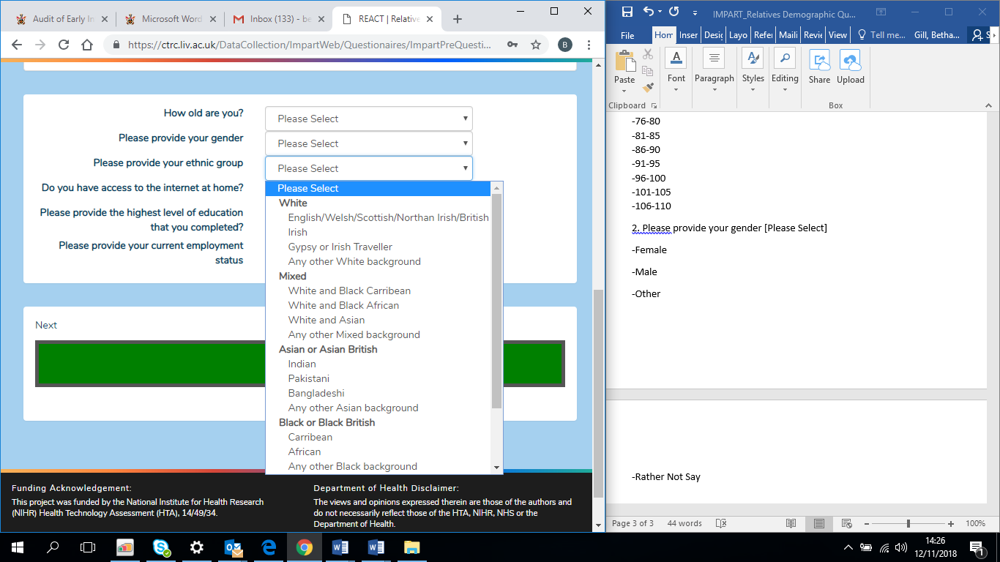 Audit of Early In
Microsoft Word
Inbox (133) - be
REACT | Relative
https://ctrc.liv.ac.uk/DataCollection/ImpartWeb/Questionaires/ImpartPreQuesti...
B
How old are you?
Please Select
Please provide your gender
Please Select
Please provide your ethnic group
Please Select
Do you have access to the internet at home?
Please provide the highest level of education
that you completed?
Please provide your current employment
status
Please Select
White
English/Welsh/Scottish/Northan Irish/British
Irish
Gypsy or Irish Traveller
Any other White background
Mixed
White and Black Carribean
White and Black African
White and Asian
Any other Mixed background
Asian or Asian British
Indian
Pakistani
Bangladeshi
Any other Asian background
Black or Black British
Carribean
African
Any other Black background
Next
Funding Acknowledgement:
This project was funded by the National Institute for Health Research
(NIHR) Health Technology Assessment (HTA), 14/49/34.
Department of Health Disclaimer:
The views and opinions expressed therein are those of the authors and
do not necessarily reflect those of the HTA, NIHR, NHS or the
Department of Health.
IMPART_Relatives Demographic Qu...
File Hom Inser Desig Layo Refer Maili Revie View Tell me... Gill, Betha... S
Paste
Font
Paragraph
Styles
Editing
Share
Upload
Clipboard
Box
-76-80
-81-85
-86-90
-91-95
-96-100
-101-105
-106-110
2. Please provide your gender [Please Select]
-Female
-Male
-Other
-Rather Not Say
Page 3 of 3 44 words 100%
14:26
12/11/2018
1